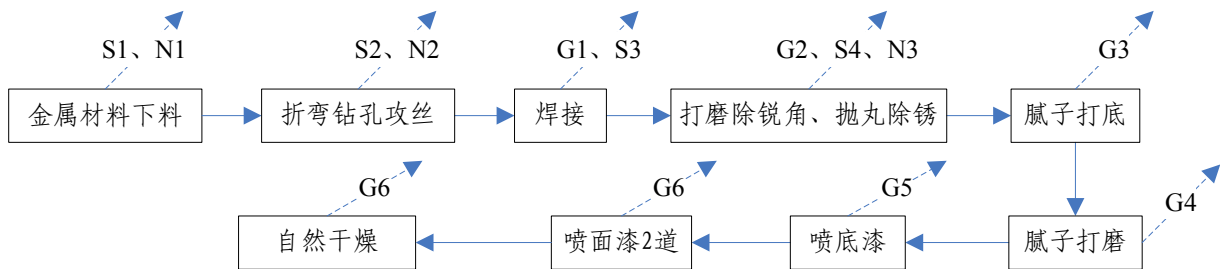 S1、N1
S2、N2
G1、S3
G2、S4、N3
G3
金属材料下料
折弯钻孔攻丝
焊接
打磨除锐角、抛丸除锈
腻子打底
G6
G6
G5
G4
自然干燥
喷面漆2道
喷底漆
腻子打磨